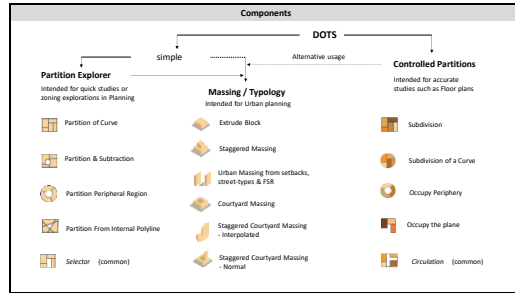 Components
DOTS
simple
Alternative usage
Partition Explorer
Intended for quick studies or
zoning explorations in Planning
Partition of Curve
Partition & Subtraction
Partition Peripheral Region
Partition From Internal Polyline
Selector (common)
Massing / Typology
Intended for Urban planning
Extrude Block
Staggered Massing
Urban Massing from setbacks,
street-types & FSR
Courtyard Massing
Staggered Courtyard Massing
- Interpolated
Staggered Courtyard Massing
- Normal
Controlled Partitions
Intended for accurate
studies such as Floor plans
Subdivision
Subdivision of a Curve
Occupy Periphery
Occupy the plane
Circulation (common)